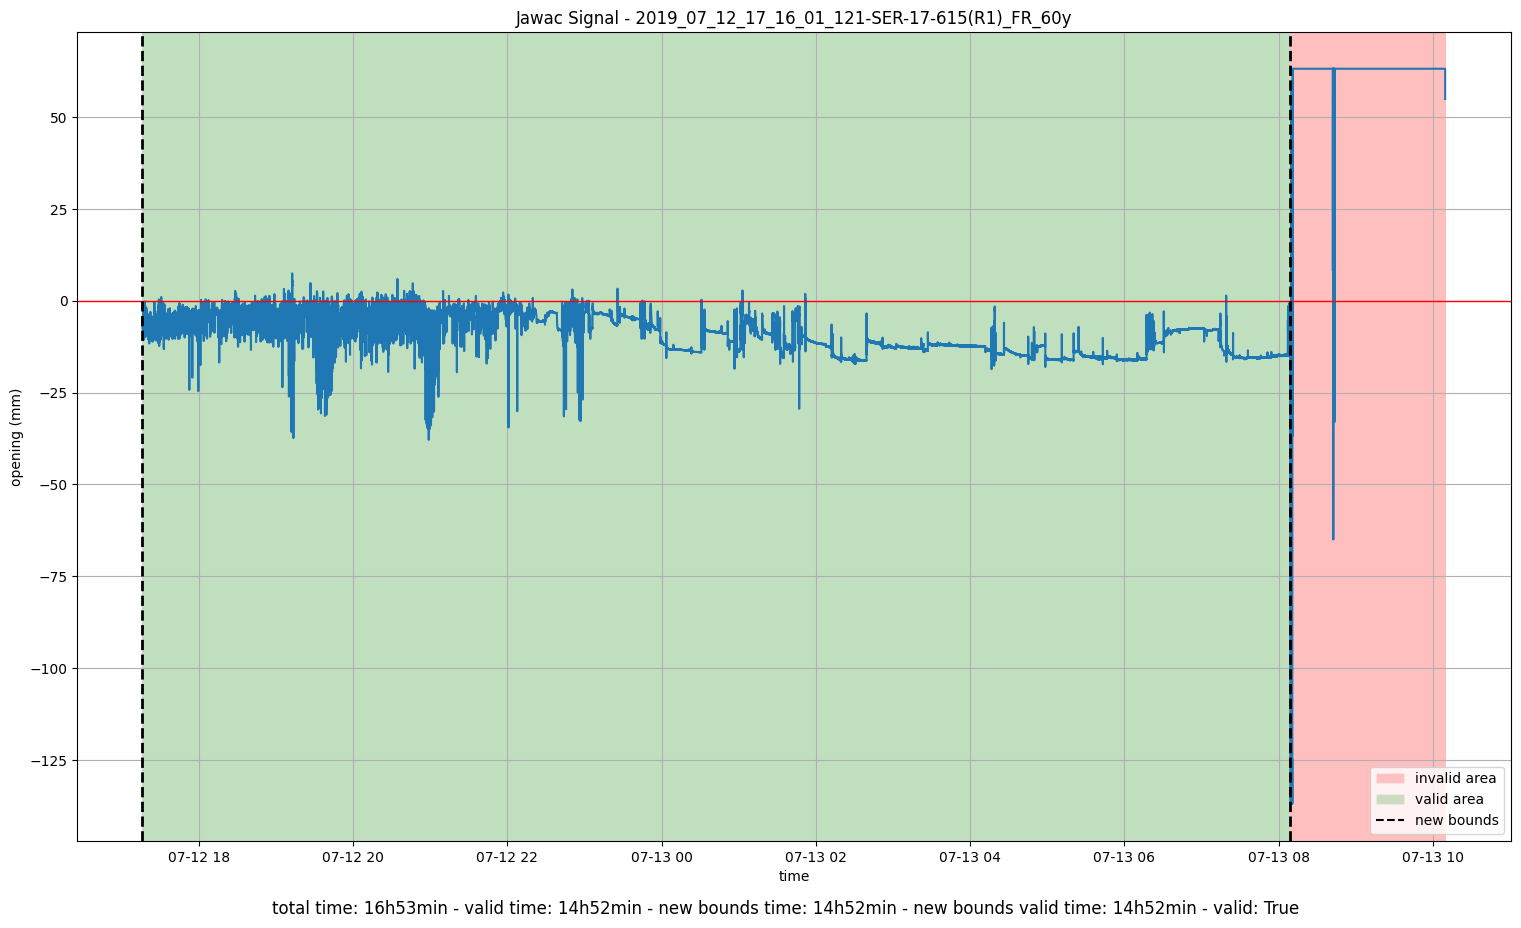 Jawac Signal - 2019_07_12_17_16_01_121-SER-17-615(R1)_FR_60y
opening (mm)
50
25
0
−25
−50
−75
−100
−125
invalid area
valid area
new bounds
07-12 18 07-12 20 07-12 22 07-13 00 07-13 02 07-13 04 07-13 06 07-13 08 07-13 10
time
total time: 16h53min - valid time: 14h52min - new bounds time: 14h52min - new bounds valid time: 14h52min - valid: True